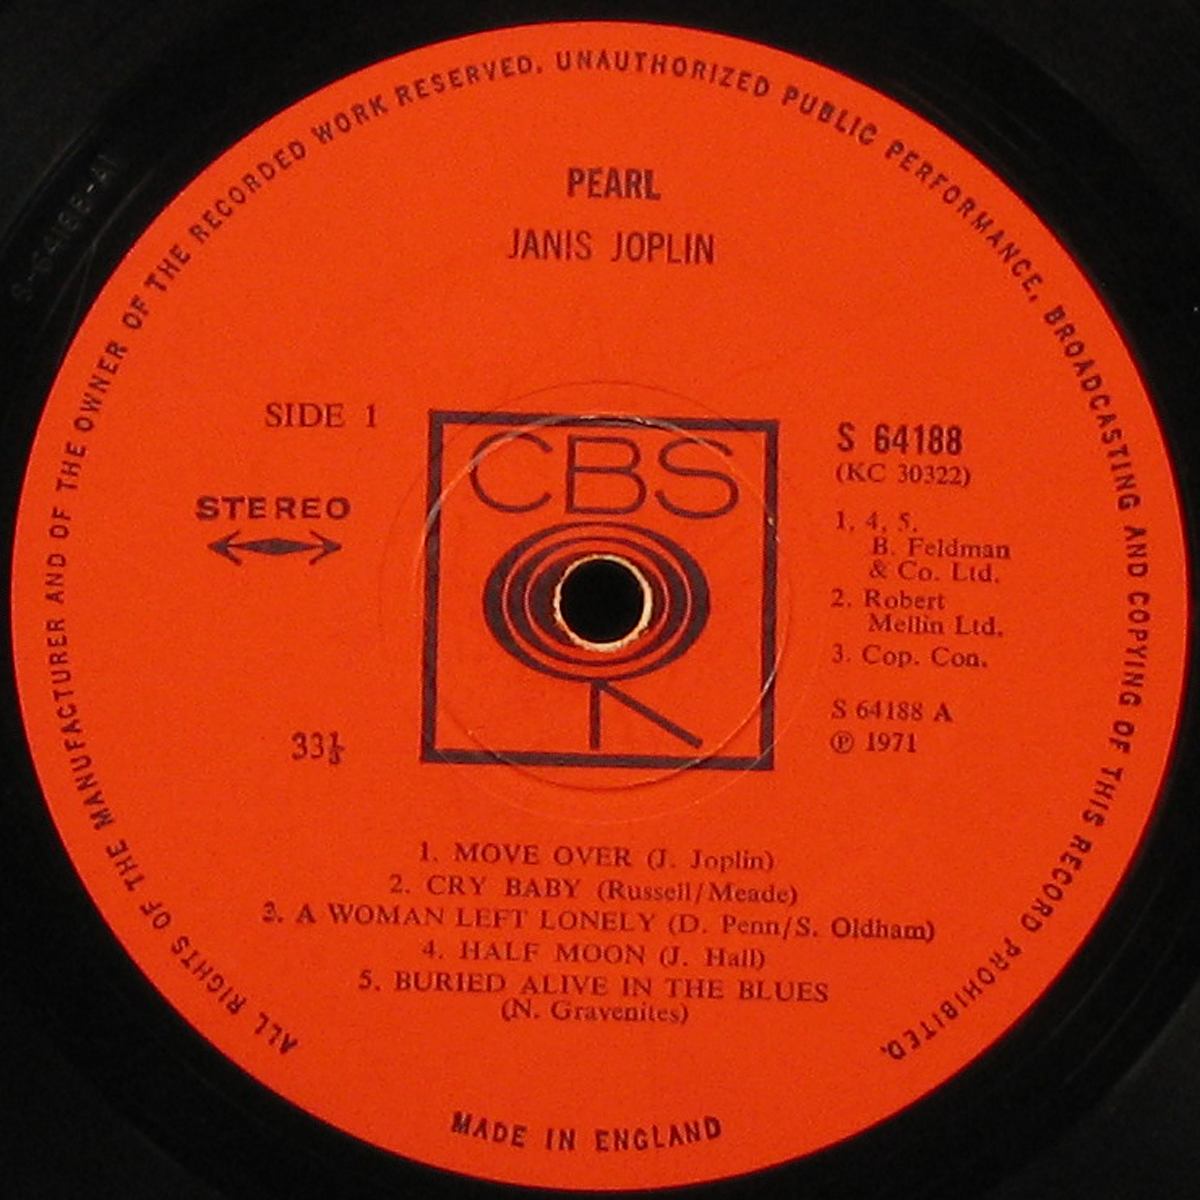 ALL RIGHTS OF THE MANUFACTURER AND OF THE OWNER OF THE RECORDED WORK RESERVED. UNAUTHORIZED PUBLIC PERFORMANCE, BROADCASTING AND COPYING OF THIS RECORD PROHIBITED.
PEARL
JANIS JOPLIN
SIDE 1
STEREO
33⅓
CBS
S 64188
(KC 30322)
1, 4, 5.
B. Feldman
& Co. Ltd.
2. Robert
Mellin Ltd.
3. Cop. Con.
S 64188 A
℗ 1971
1. MOVE OVER (J. Joplin)
2. CRY BABY (Russell/Meade)
3. A WOMAN LEFT LONELY (D. Penn/S. Oldham)
4. HALF MOON (J. Hall)
5. BURIED ALIVE IN THE BLUES
(N. Gravenites)
MADE IN ENGLAND